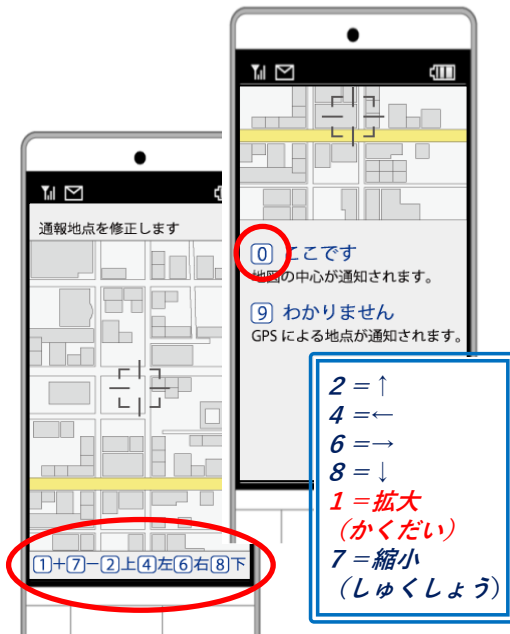 通報地点を修正します
1+7−2上4左6右8下
0 ここです
地図の中心が通知されます。
9 わかりません
GPSによる地点が通知されます。
2=↑
4=←
6=→
8=↓
1=拡大
(かくだい)
7=縮小
(しゅくしょう)